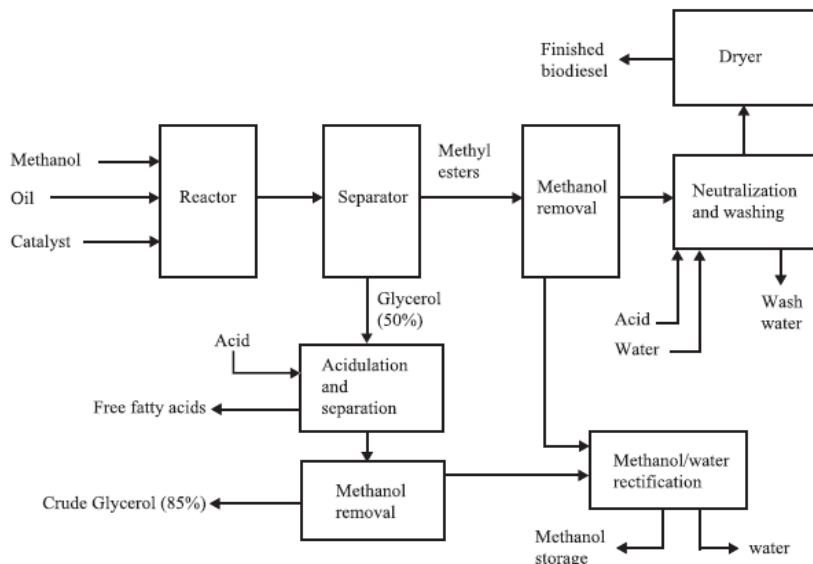 Finished
biodiesel
Dryer
Methanol
Oil
Catalyst
Reactor
Separator
Methyl
esters
Methanol
removal
Neutralization
and washing
Glycerol
(50%)
Acid
Water
Wash
water
Acid
Acidulation
and
separation
Free fatty acids
Methanol
removal
Crude Glycerol (85%)
Methanol/water
rectification
Methanol
storage
water